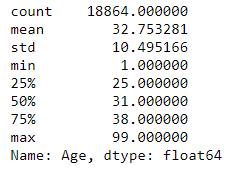 count    18864.000000
mean        32.753281
std         10.495166
min          1.000000
25%         25.000000
50%         31.000000
75%         38.000000
max         99.000000
Name: Age, dtype: float64